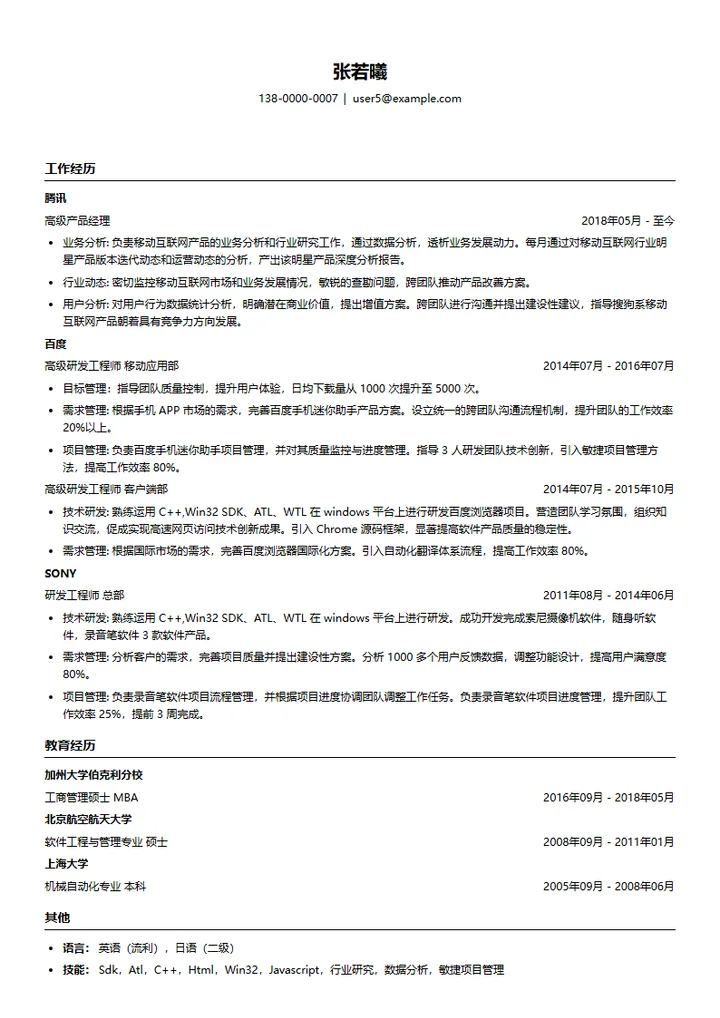 张若曦
138-0000-0007 | user5@example.com
工作经历
腾讯
高级产品经理 2018年05月 - 至今
• 业务分析: 负责移动互联网产品的业务分析和行业研究工作，通过数据分析，透析业务发展动力。每月通过对移动互联网行业明
星产品版本迭代动态和运营动态的分析，产出该明星产品深度分析报告。
• 行业动态: 密切监控移动互联网市场和业务发展情况，敏锐的查勘问题，跨团队推动产品改善方案。
• 用户分析: 对用户行为数据统计分析，明确潜在商业价值，提出增值方案。跨团队进行沟通并提出建设性建议，指导搜狗系移动
互联网产品朝着具有竞争力方向发展。
百度
高级研发工程师 移动应用部 2014年07月 - 2016年07月
• 目标管理：指导团队质量控制，提升用户体验，日均下载量从 1000 次提升至 5000 次。
• 需求管理: 根据手机 APP 市场的需求，完善百度手机迷你助手产品方案。设立统一的跨团队沟通流程机制，提升团队的工作效率
20%以上。
• 项目管理: 负责百度手机迷你助手项目管理，并对其质量监控与进度管理。指导 3 人研发团队技术创新，引入敏捷项目管理方
法，提高工作效率 80%。
高级研发工程师 客户端部 2014年07月 - 2015年10月
• 技术研发: 熟练运用 C++,Win32 SDK、ATL、WTL 在 windows 平台上进行研发百度浏览器项目。营造团队学习氛围，组织知
识交流，促成实现高速网页访问技术创新成果。引入 Chrome 源码框架，显著提高软件产品质量的稳定性。
• 需求管理: 根据国际市场的需求，完善百度浏览器国际化方案。引入自动化翻译体系流程，提高工作效率 80%。
SONY
研发工程师 总部 2011年08月 - 2014年06月
• 技术研发: 熟练运用 C++,Win32 SDK、ATL、WTL 在 windows 平台上进行研发。成功开发完成索尼摄像机软件，随身听软
件，录音笔软件 3 款软件产品。
• 需求管理: 分析客户的需求，完善项目质量并提出建设性方案。分析 1000 多个用户反馈数据，调整功能设计，提高用户满意度
80%。
• 项目管理: 负责录音笔软件项目流程管理，并根据项目进度协调团队调整工作任务。负责录音笔软件项目进度管理，提升团队工
作效率 25%，提前 3 周完成。
教育经历
加州大学伯克利分校
工商管理硕士 MBA 2016年09月 - 2018年05月
北京航空航天大学
软件工程与管理专业 硕士 2008年09月 - 2011年01月
上海大学
机械自动化专业 本科 2005年09月 - 2008年06月
其他
• 语言： 英语（流利），日语（二级）
• 技能： Sdk，Atl，C++，Html，Win32，Javascript，行业研究，数据分析，敏捷项目管理